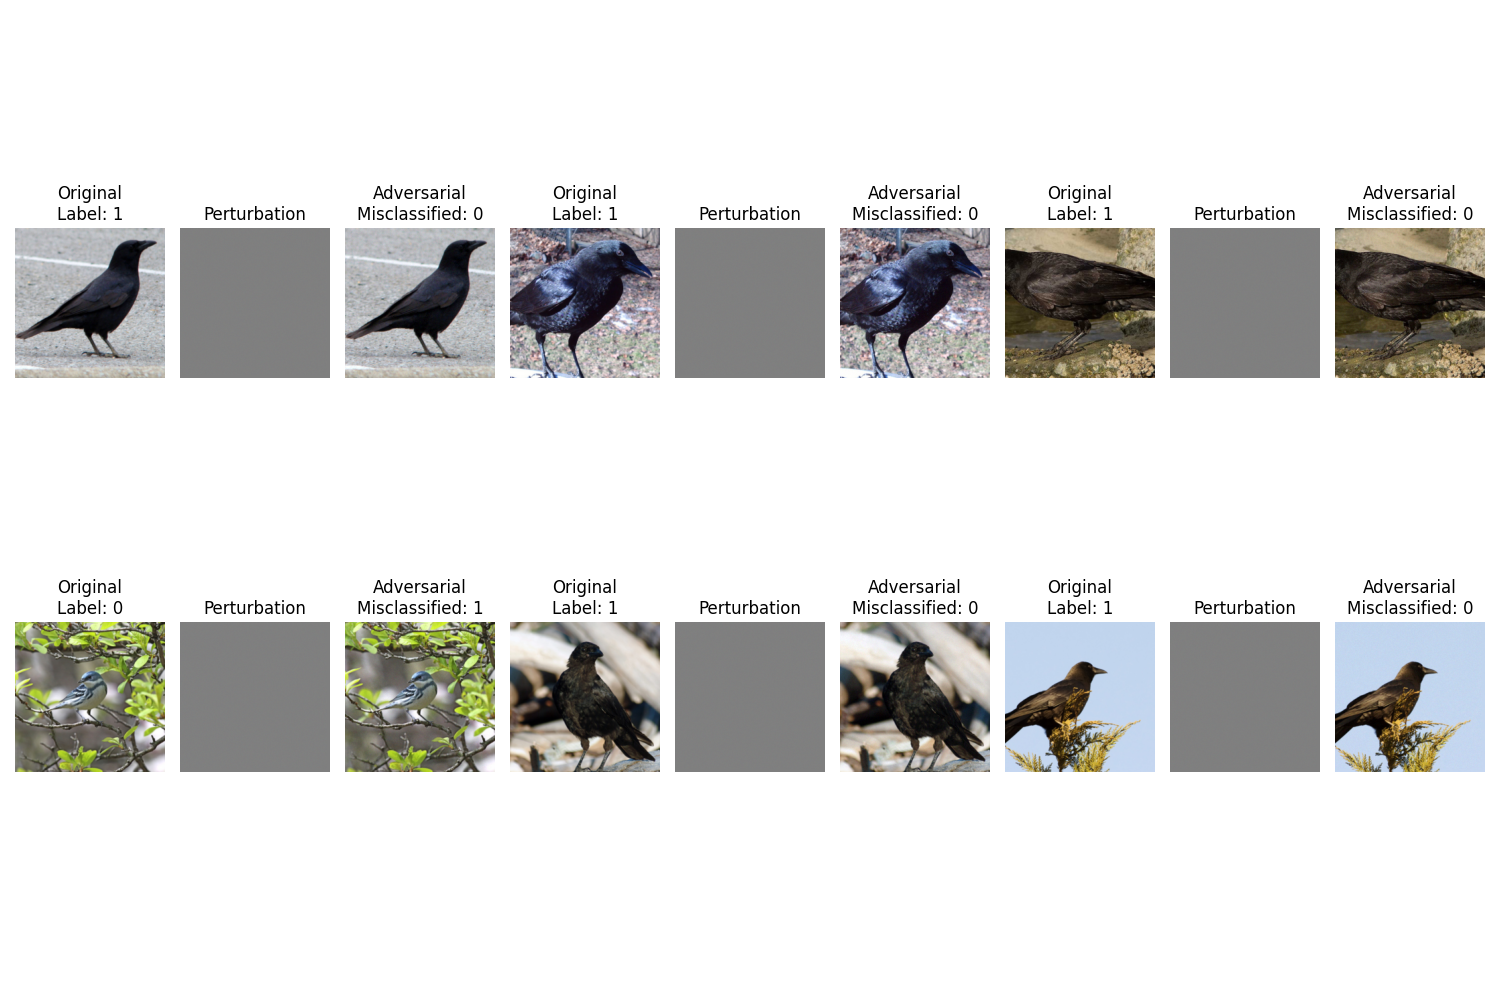 Original
Label: 1
Perturbation
Adversarial
Misclassified: 0
Original
Label: 1
Perturbation
Adversarial
Misclassified: 0
Original
Label: 1
Perturbation
Adversarial
Misclassified: 0
Original
Label: 0
Perturbation
Adversarial
Misclassified: 1
Original
Label: 1
Perturbation
Adversarial
Misclassified: 0
Original
Label: 1
Perturbation
Adversarial
Misclassified: 0